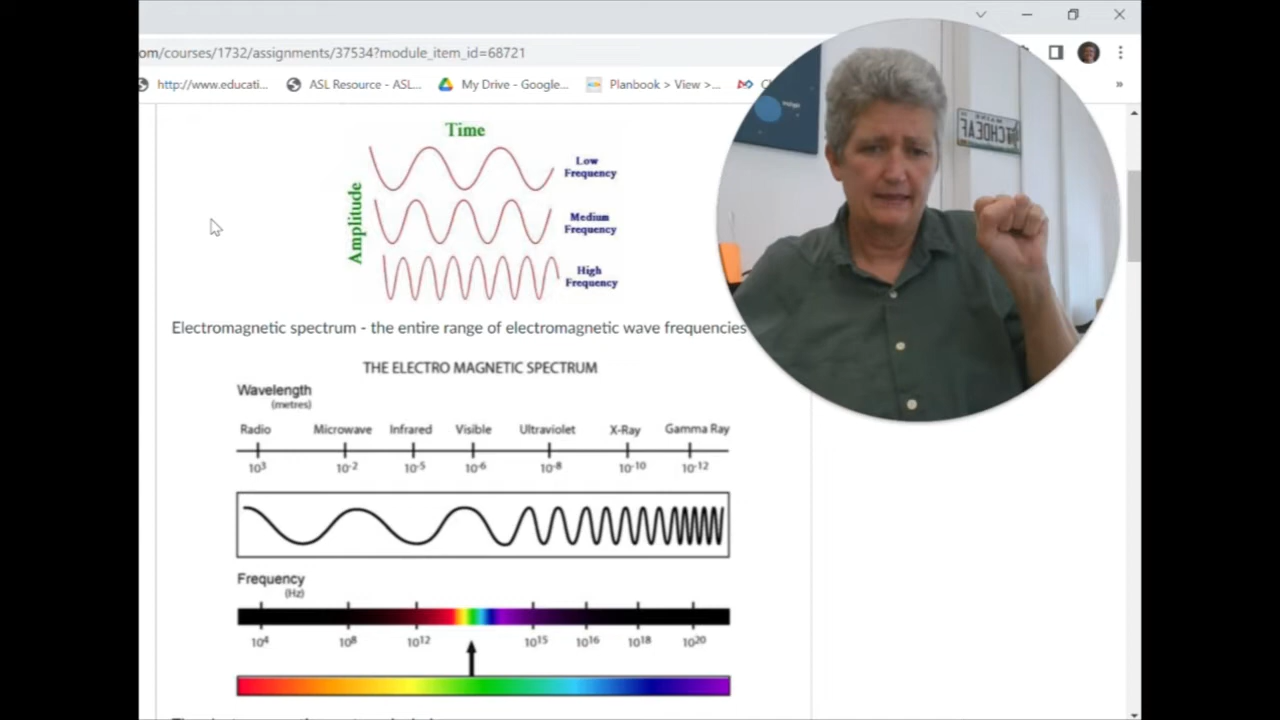 om/courses/1732/assignments/37534?module_item_id=68721
http://www.educati... ASL Resource - ASL... My Drive - Google... Planbook > View >... C
»
Time
Amplitude
Low
Frequency
Medium
Frequency
High
Frequency
Electromagnetic spectrum - the entire range of electromagnetic wave frequencies
THE ELECTRO MAGNETIC SPECTRUM
Wavelength
(metres)
Radio Microwave Infrared Visible Ultraviolet X-Ray Gamma Ray
10³ 10⁻² 10⁻⁵ 10⁻⁶ 10⁻⁸ 10⁻¹⁰ 10⁻¹²
Frequency
(Hz)
10⁴ 10⁸ 10¹² 10¹⁵ 10¹⁶ 10¹⁸ 10²⁰